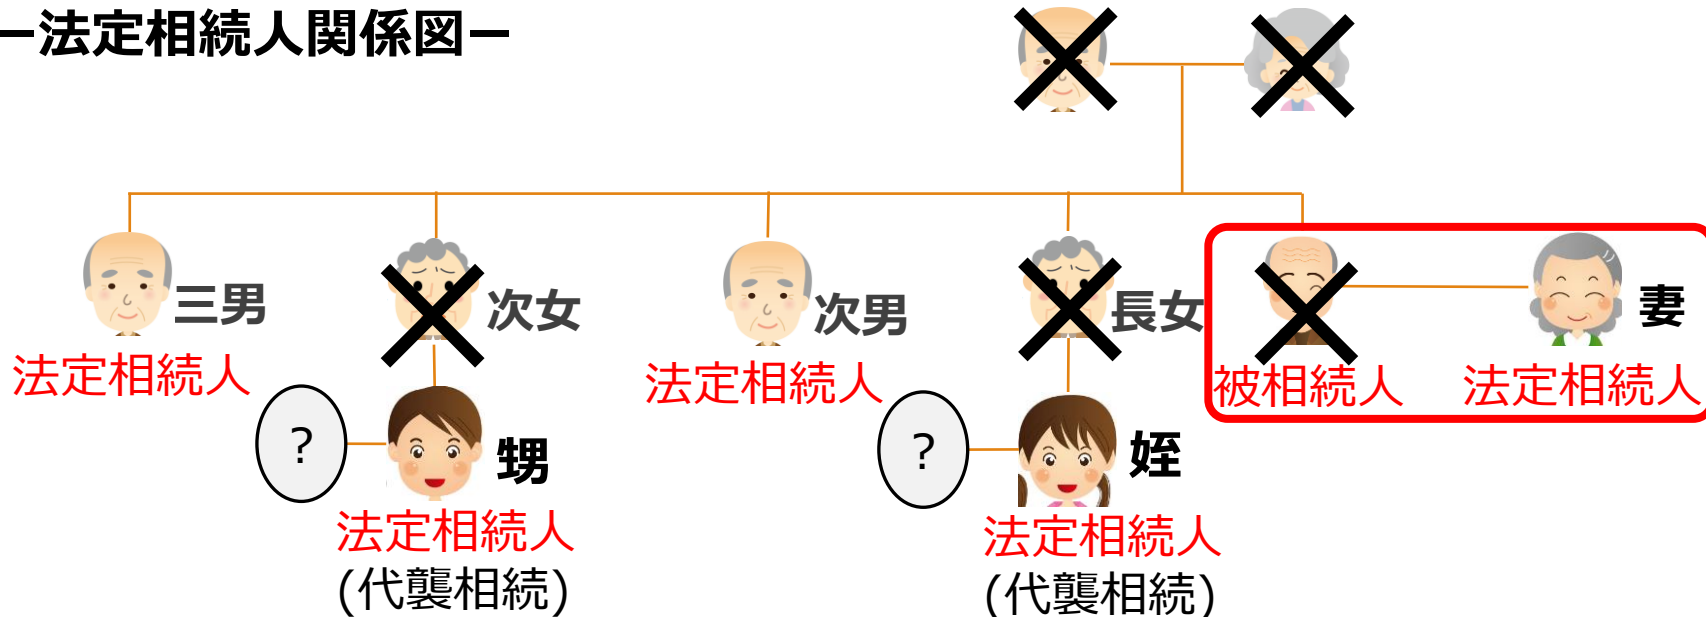 ー法定相続人関係図ー
三男
次女
次男
長女
妻
法定相続人
法定相続人
被相続人
法定相続人
?
甥
?
姪
法定相続人
(代襲相続)
法定相続人
(代襲相続)